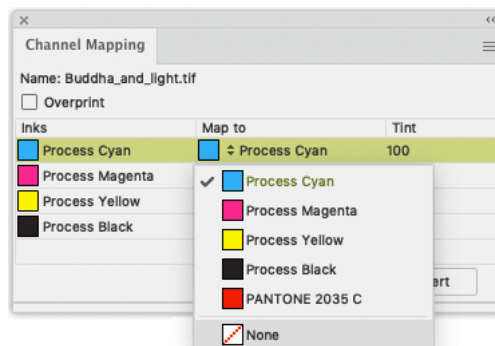 Channel Mapping
Name: Buddha_and_light.tif
Overprint
Inks Map to Tint
Process Cyan Process Cyan 100
Process Magenta
Process Yellow
Process Black
Process Cyan
Process Magenta
Process Yellow
Process Black
PANTONE 2035 C
None